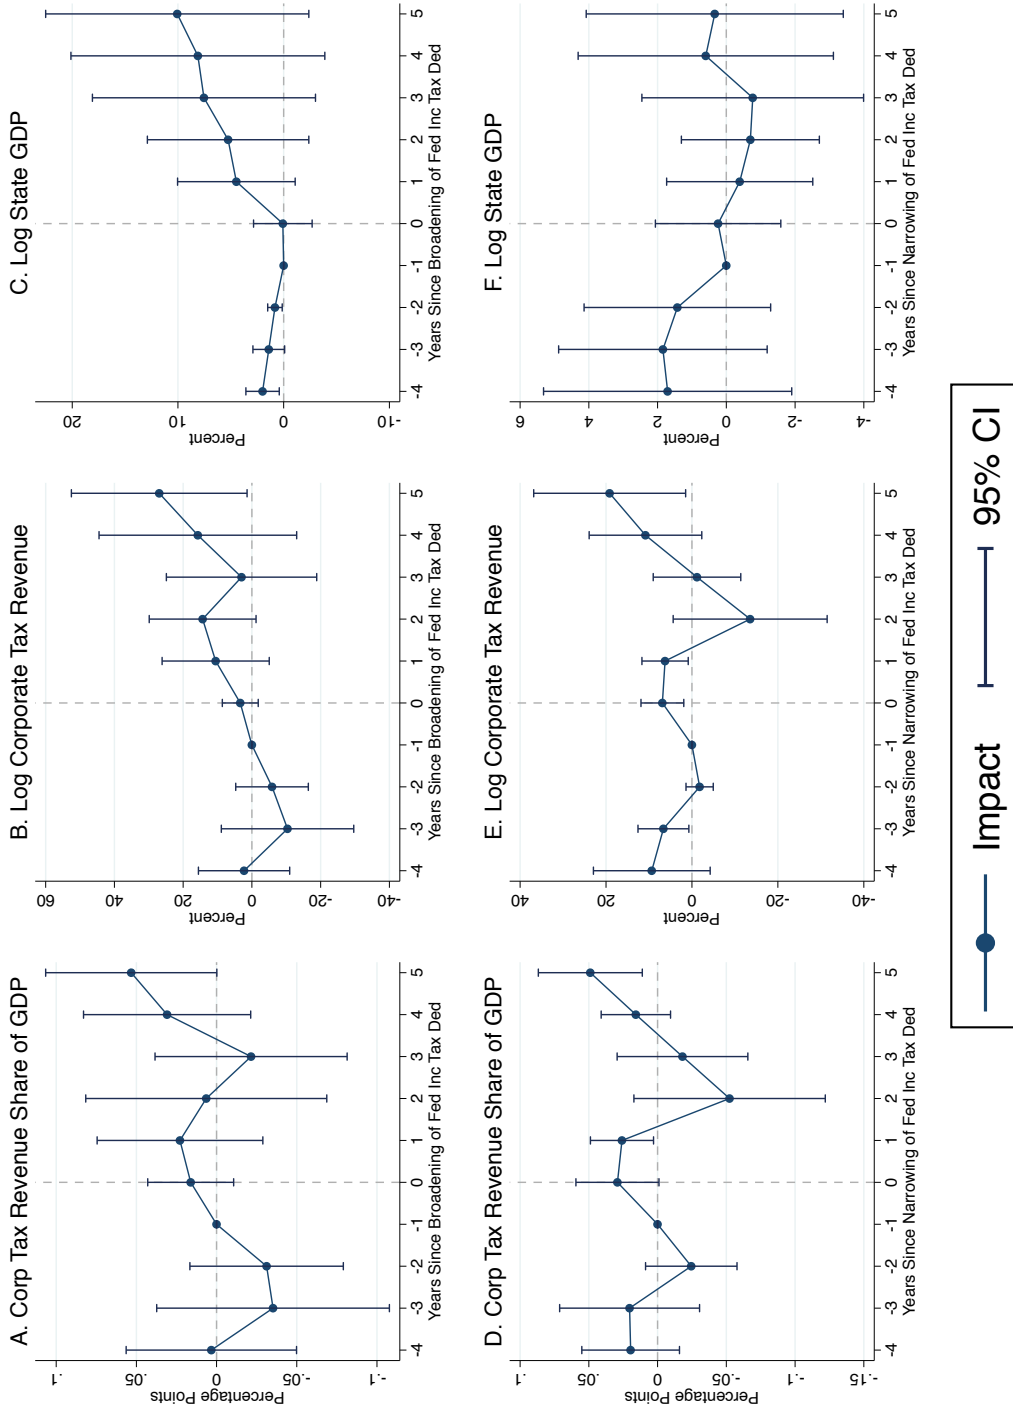 A. Corp Tax Revenue Share of GDP
Percentage Points
.1
.05
0
-.05
-.1
-4 -3 -2 -1 0 1 2 3 4 5
Years Since Broadening of Fed Inc Tax Ded
B. Log Corporate Tax Revenue
Percent
60
40
20
0
-20
-40
-4 -3 -2 -1 0 1 2 3 4 5
Years Since Broadening of Fed Inc Tax Ded
C. Log State GDP
Percent
20
10
0
-10
-4 -3 -2 -1 0 1 2 3 4 5
Years Since Broadening of Fed Inc Tax Ded
D. Corp Tax Revenue Share of GDP
Percentage Points
.1
.05
0
-.05
-.1
-.15
-4 -3 -2 -1 0 1 2 3 4 5
Years Since Narrowing of Fed Inc Tax Ded
E. Log Corporate Tax Revenue
Percent
40
20
0
-20
-40
-4 -3 -2 -1 0 1 2 3 4 5
Years Since Narrowing of Fed Inc Tax Ded
F. Log State GDP
Percent
6
4
2
0
-2
-4
-4 -3 -2 -1 0 1 2 3 4 5
Years Since Narrowing of Fed Inc Tax Ded
Impact 95% CI